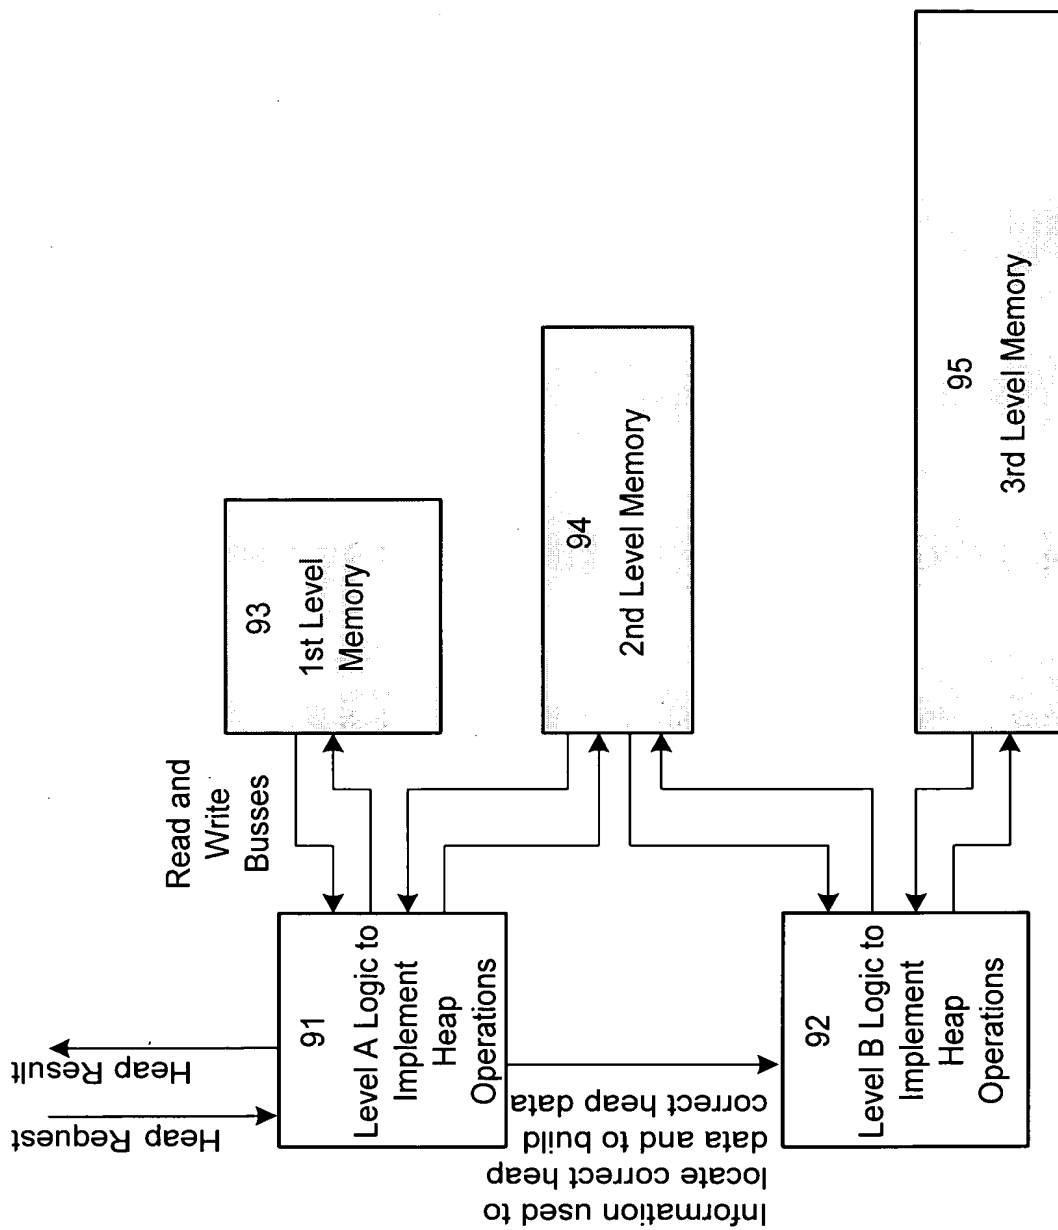 Heap Request
Heap Result
91
Level A Logic to
Implement
Heap
Operations
Read and
Write
Busses
93
1st Level
Memory
94
2nd Level Memory
Information used to
locate correct heap
data and to build
correct heap data
92
Level B Logic to
Implement
Heap
Operations
95
3rd Level Memory